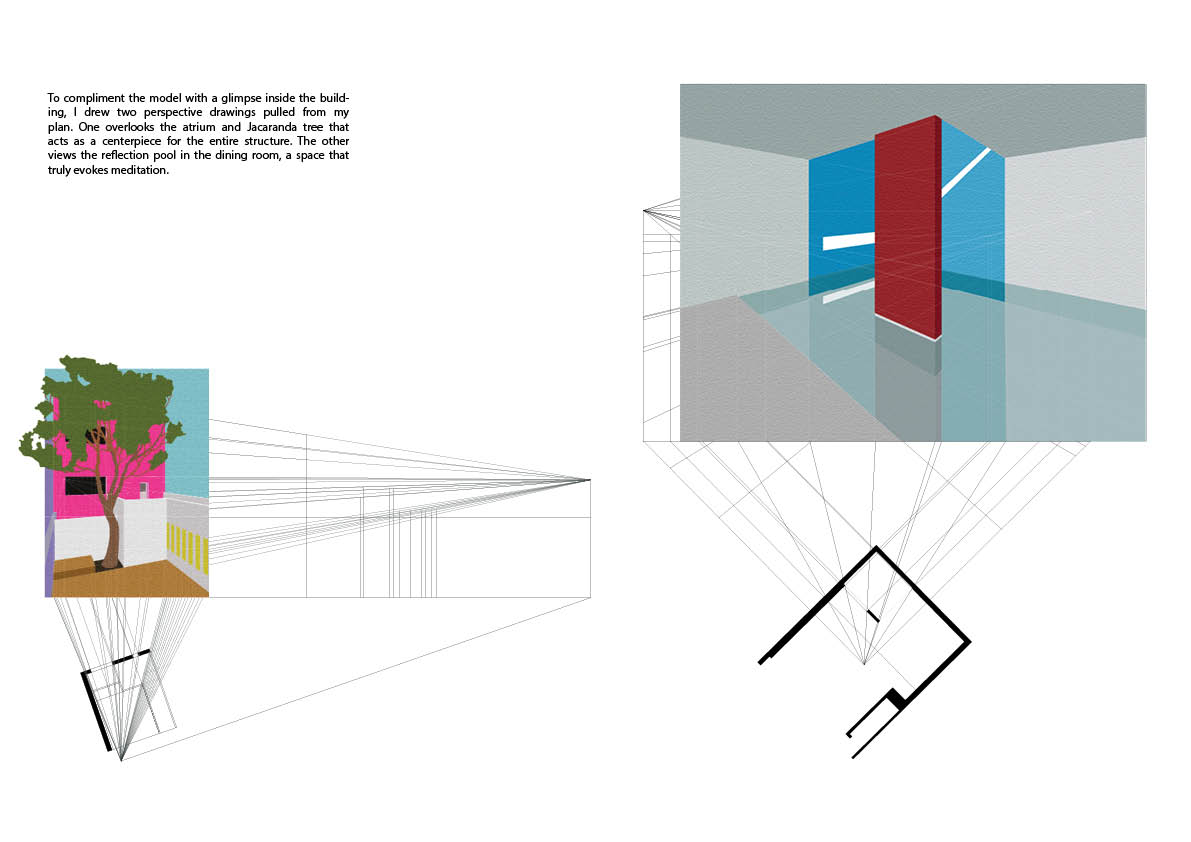 To compliment the model with a glimpse inside the build-
ing, I drew two perspective drawings pulled from my
plan. One overlooks the atrium and Jacaranda tree that
acts as a centerpiece for the entire structure. The other
views the reflection pool in the dining room, a space that
truly evokes meditation.